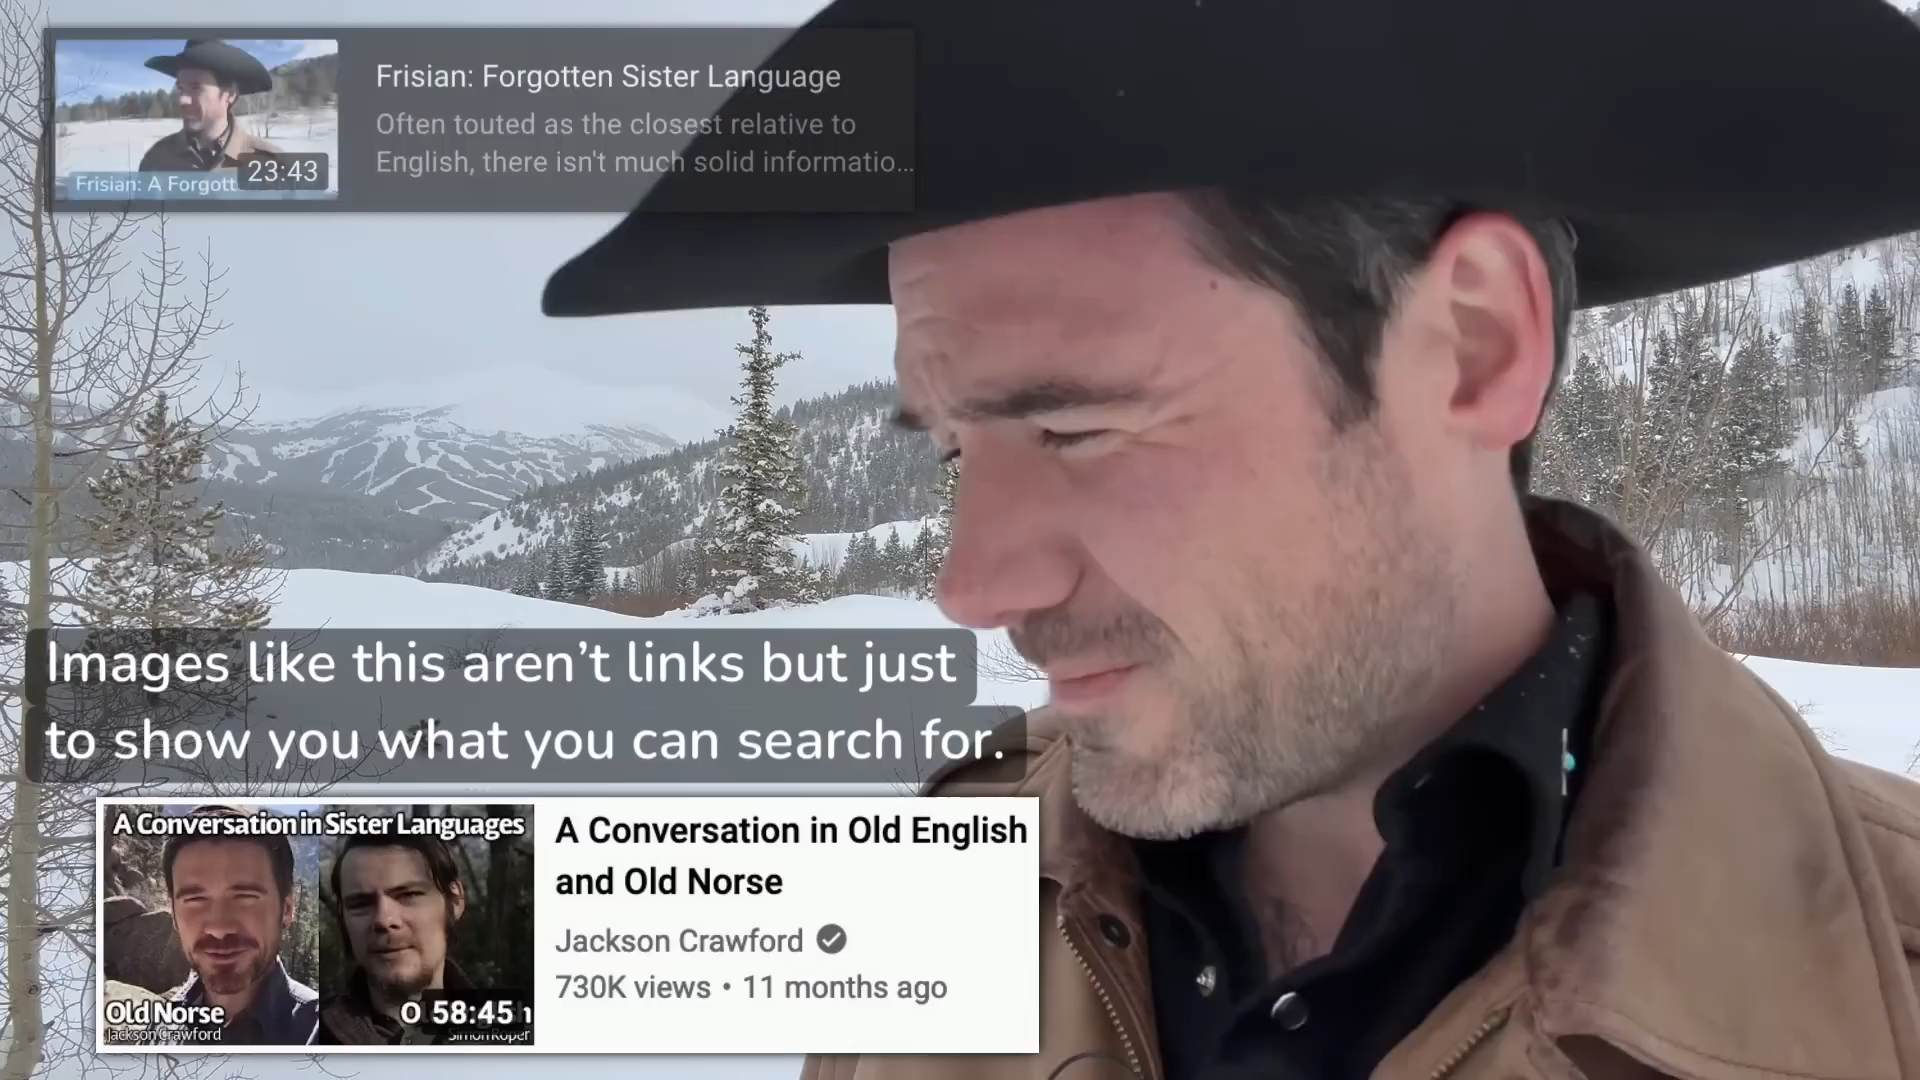 Frisian: Forgotten Sister Language
Often touted as the closest relative to
English, there isn't much solid informatio...
Frisian: A Forgott
23:43
Images like this aren't links but just
to show you what you can search for.
A Conversation in Sister Languages
Old Norse
Jackson Crawford
O 58:45 h
Simon Roper
A Conversation in Old English
and Old Norse
Jackson Crawford
730K views • 11 months ago